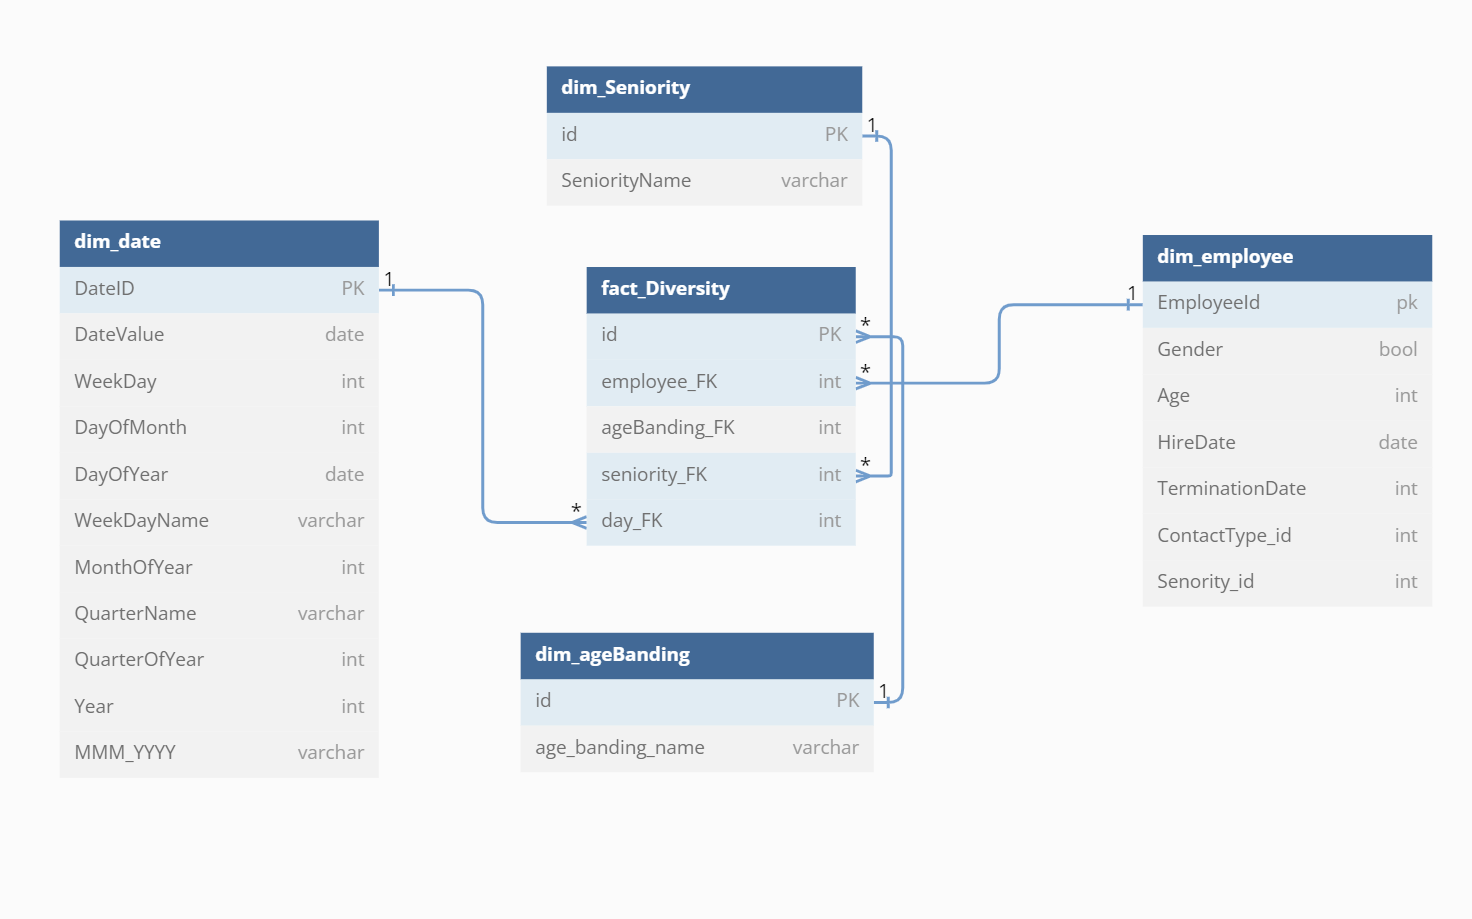 dim_Seniority
id PK
SeniorityName varchar
1
dim_date
DateID PK
DateValue date
WeekDay int
DayOfMonth int
DayOfYear date
WeekDayName varchar
MonthOfYear int
QuarterName varchar
QuarterOfYear int
Year int
MMM_YYYY varchar
1
fact_Diversity
id PK
employee_FK int
ageBanding_FK int
seniority_FK int
day_FK int
*
*
*
*
dim_employee
EmployeeId pk
Gender bool
Age int
HireDate date
TerminationDate int
ContactType_id int
Senority_id int
1
dim_ageBanding
id PK
age_banding_name varchar
1